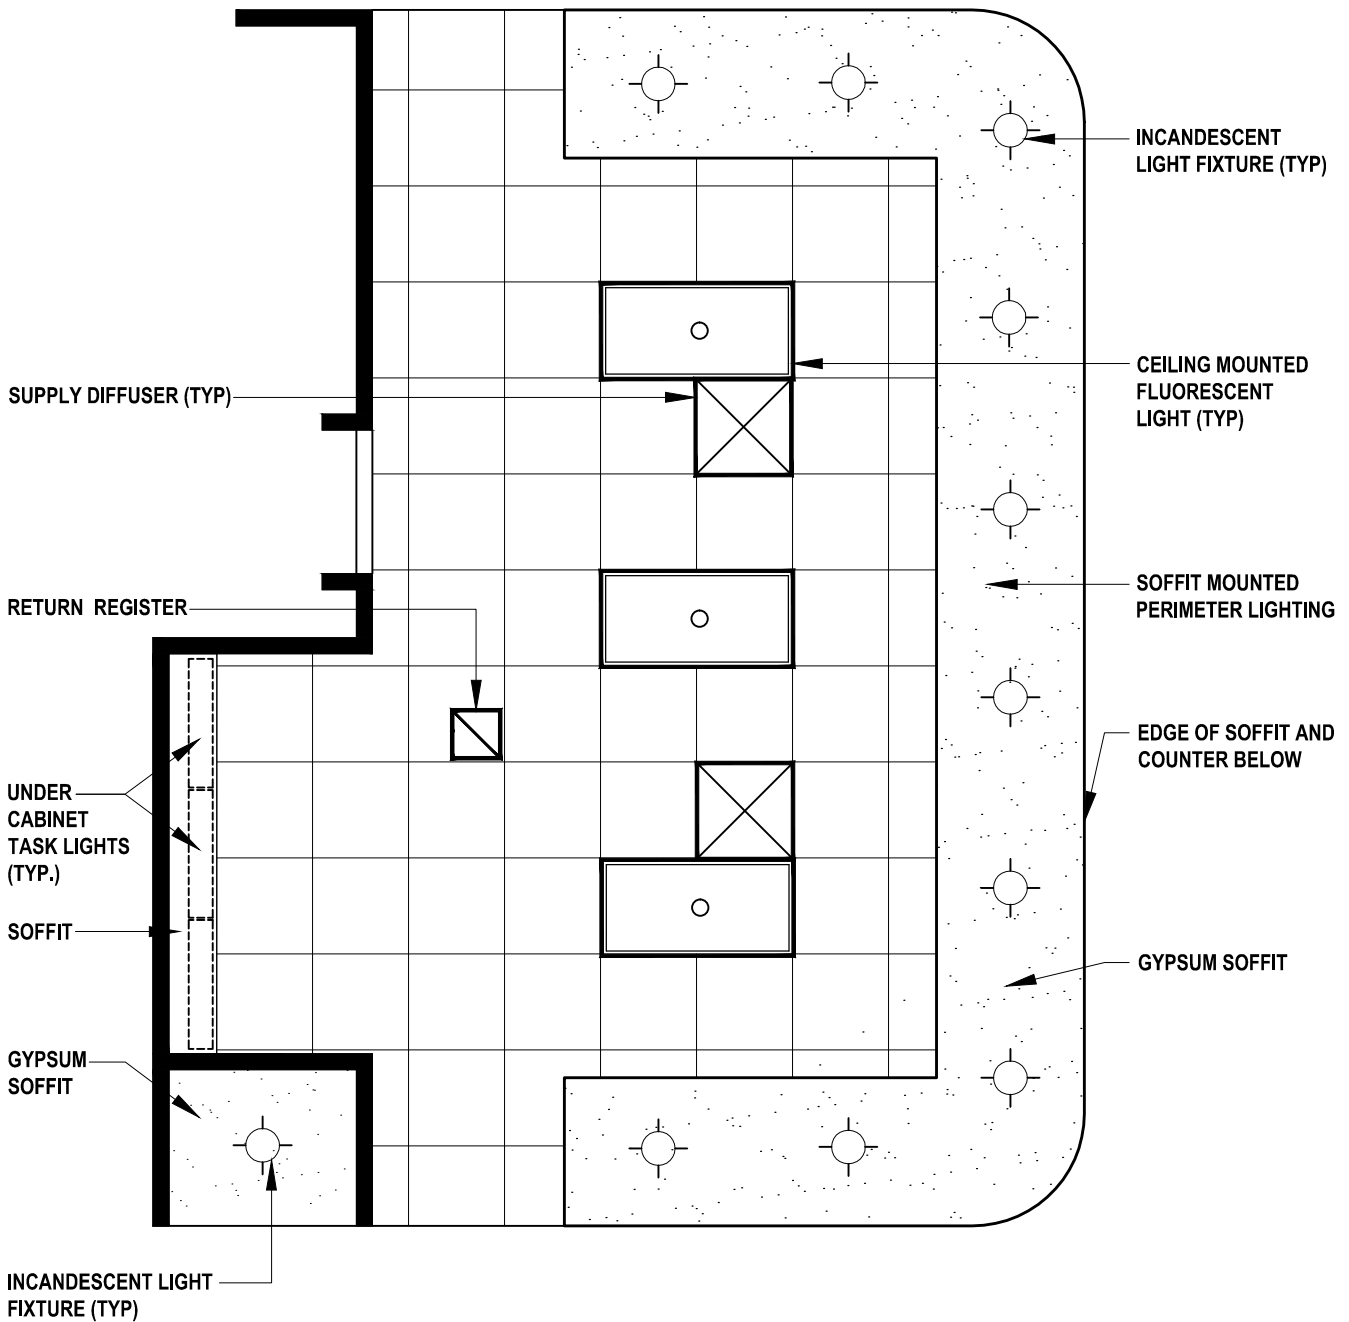 INCANDESCENT
LIGHT FIXTURE (TYP)
CEILING MOUNTED
FLUORESCENT
LIGHT (TYP)
SUPPLY DIFFUSER (TYP)
SOFFIT MOUNTED
PERIMETER LIGHTING
RETURN REGISTER
EDGE OF SOFFIT AND
COUNTER BELOW
UNDER
CABINET
TASK LIGHTS
(TYP.)
SOFFIT
GYPSUM SOFFIT
GYPSUM
SOFFIT
INCANDESCENT LIGHT
FIXTURE (TYP)